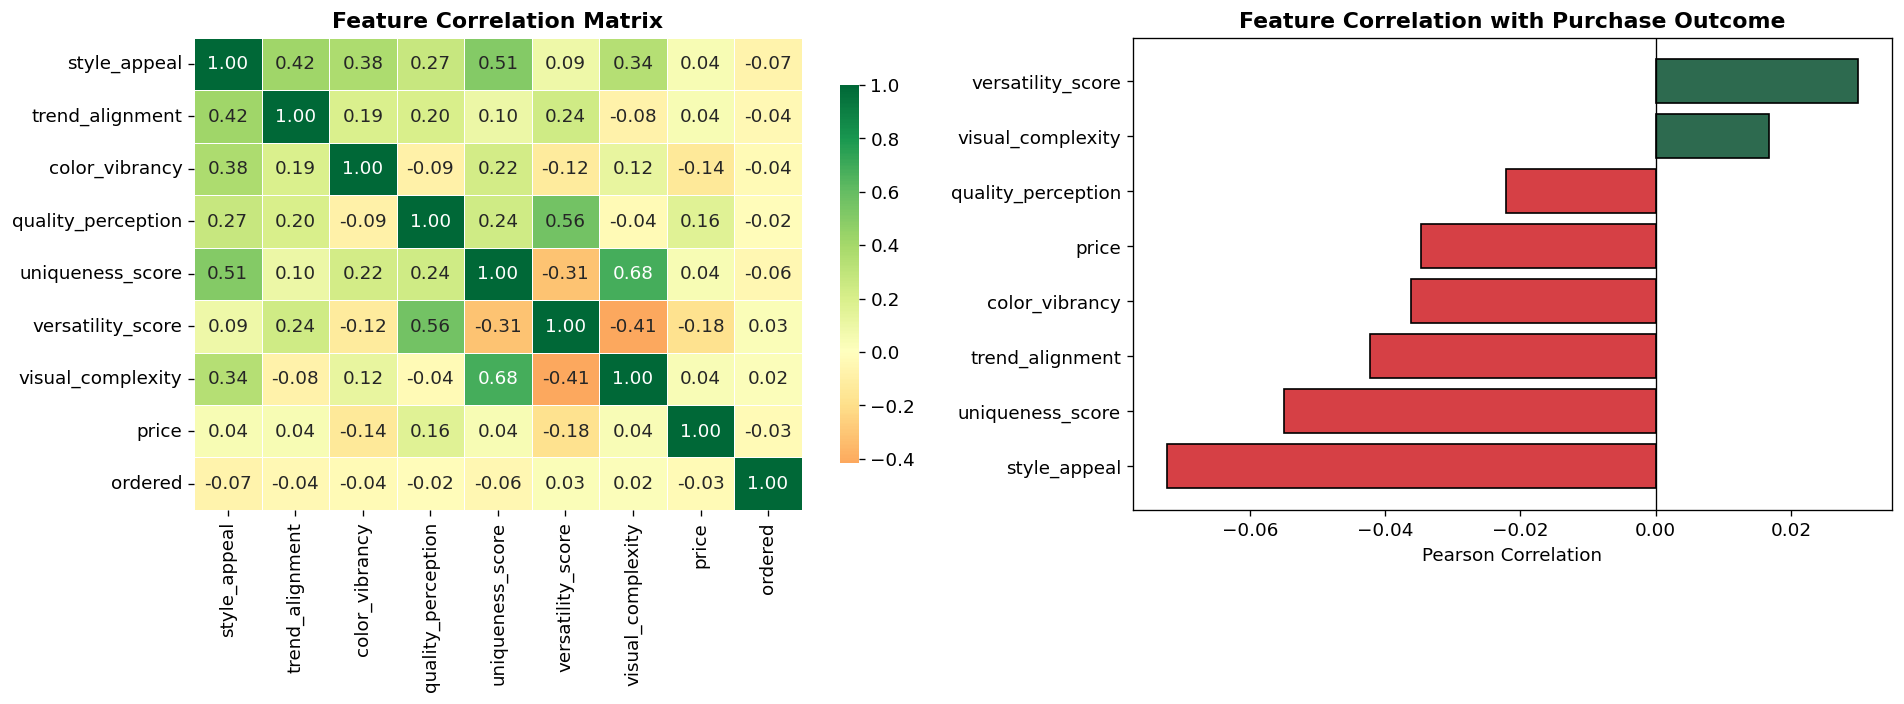 Feature Correlation Matrix
style_appeal 1.00 0.42 0.38 0.27 0.51 0.09 0.34 0.04 -0.07
trend_alignment 0.42 1.00 0.19 0.20 0.10 0.24 -0.08 0.04 -0.04
color_vibrancy 0.38 0.19 1.00 -0.09 0.22 -0.12 0.12 -0.14 -0.04
quality_perception 0.27 0.20 -0.09 1.00 0.24 0.56 -0.04 0.16 -0.02
uniqueness_score 0.51 0.10 0.22 0.24 1.00 -0.31 0.68 0.04 -0.06
versatility_score 0.09 0.24 -0.12 0.56 -0.31 1.00 -0.41 -0.18 0.03
visual_complexity 0.34 -0.08 0.12 -0.04 0.68 -0.41 1.00 0.04 0.02
price 0.04 0.04 -0.14 0.16 0.04 -0.18 0.04 1.00 -0.03
ordered -0.07 -0.04 -0.04 -0.02 -0.06 0.03 0.02 -0.03 1.00
style_appeal
trend_alignment
color_vibrancy
quality_perception
uniqueness_score
versatility_score
visual_complexity
price
ordered
1.0
0.8
0.6
0.4
0.2
0.0
−0.2
−0.4
Feature Correlation with Purchase Outcome
versatility_score
visual_complexity
quality_perception
price
color_vibrancy
trend_alignment
uniqueness_score
style_appeal
−0.06 −0.04 −0.02 0.00 0.02
Pearson Correlation